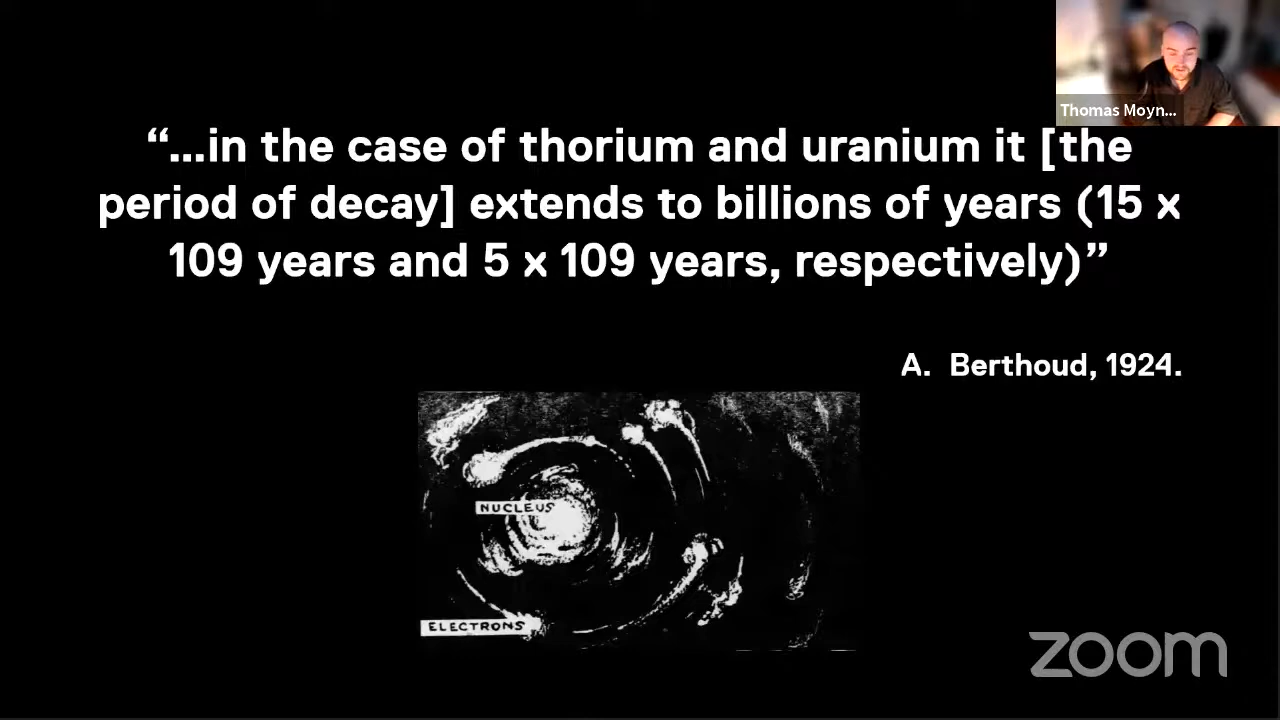 Thomas Moyn...
“...in the case of thorium and uranium it [the
period of decay] extends to billions of years (15 x
109 years and 5 x 109 years, respectively)”
A. Berthoud, 1924.
NUCLEUS
ELECTRONS
zoom